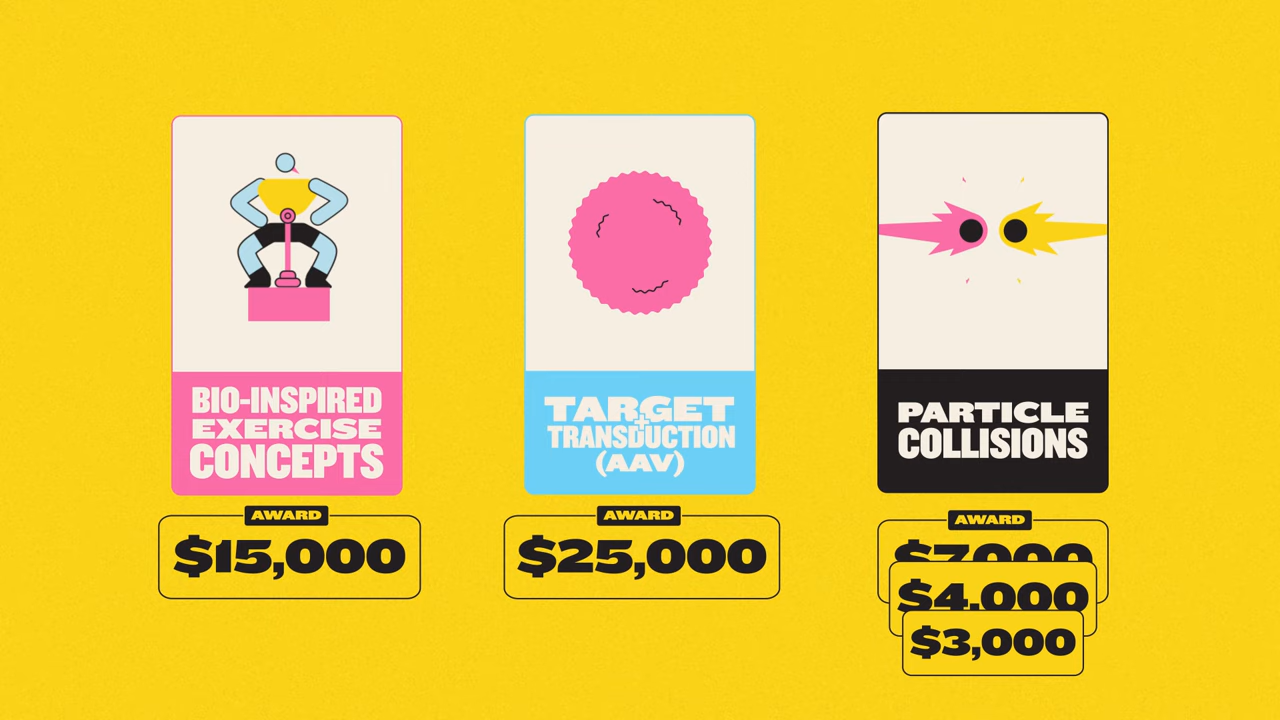 BIO-INSPIRED
EXERCISE
CONCEPTS
AWARD
$15,000
TARGET
+
TRANSDUCTION
(AAV)
AWARD
$25,000
PARTICLE
COLLISIONS
AWARD
$7,000
$4,000
$3,000